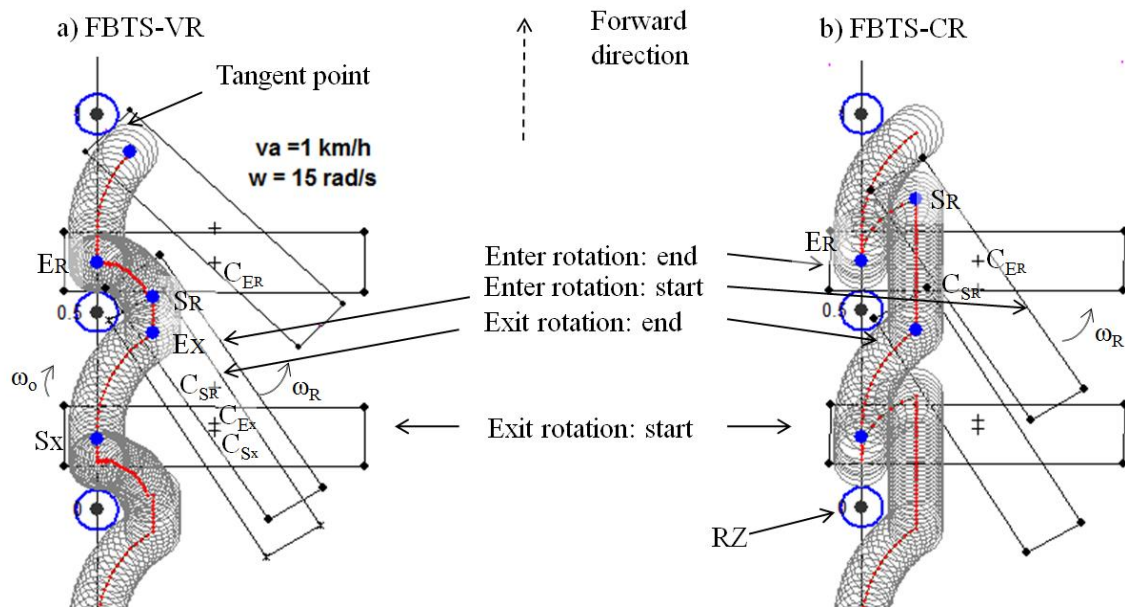 a) FBTS-VR
Forward
direction
b) FBTS-CR
Tangent point
va =1 km/h
w = 15 rad/s
SR
ER
CER
Enter rotation: end
Enter rotation: start
Exit rotation: end
ER
CER
CSR
SR
0.5
Ex
0.5
ωR
ωo
CSR
ωR
CEx
Sx
CSx
Exit rotation: start
RZ